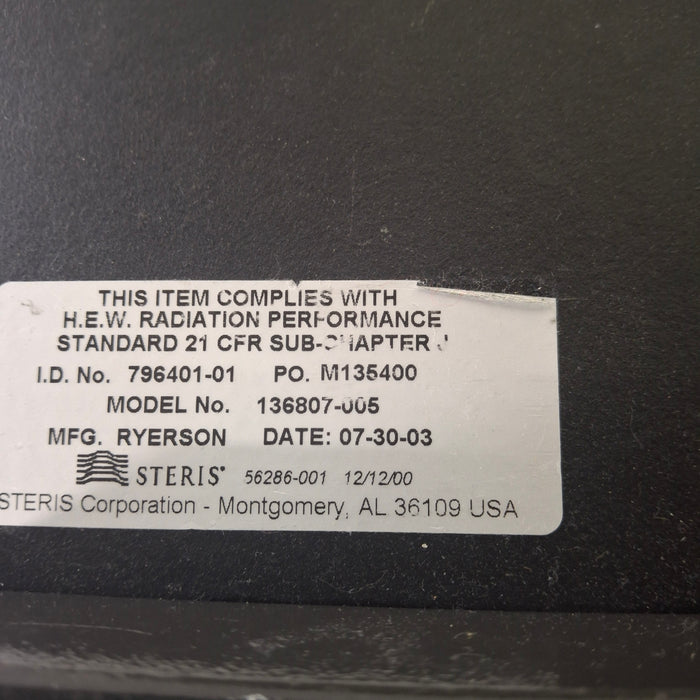 THIS ITEM COMPLIES WITH
H.E.W. RADIATION PERFORMANCE
STANDARD 21 CFR SUB-CHAPTER J
I.D. No. 796401-01 PO. M135400
MODEL No. 136807-005
MFG. RYERSON DATE: 07-30-03
STERIS® 56286-001 12/12/00
STERIS Corporation - Montgomery, AL 36109 USA